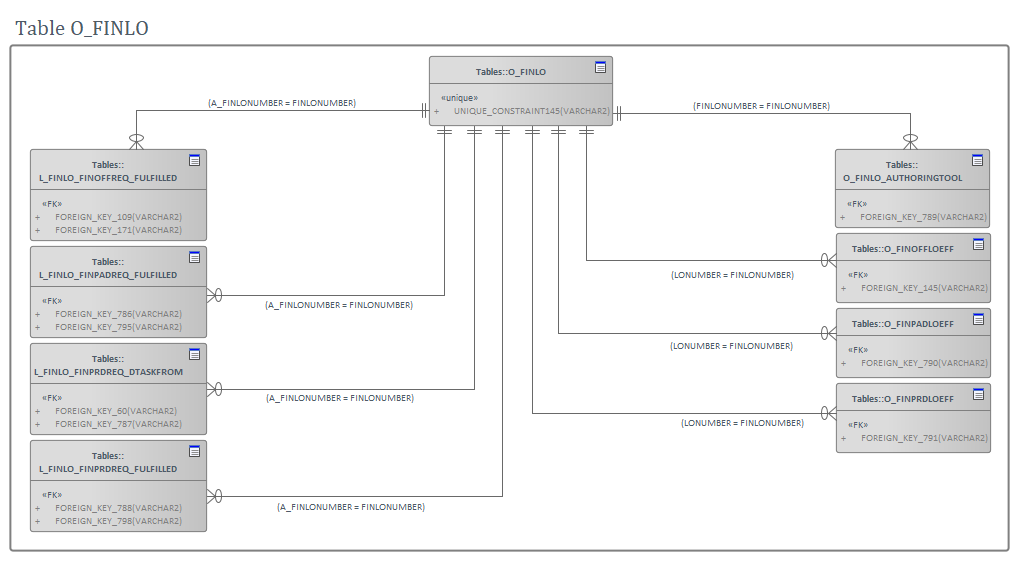 Table O_FINLO
Tables::O_FINLO
«unique»
+ UNIQUE_CONSTRAINT145(VARCHAR2)
(A_FINLONUMBER = FINLONUMBER)
(FINLONUMBER = FINLONUMBER)
Tables::
L_FINLO_FINOFFREQ_FULFILLED
«FK»
+ FOREIGN_KEY_109(VARCHAR2)
+ FOREIGN_KEY_171(VARCHAR2)
Tables::
L_FINLO_FINPADREQ_FULFILLED
«FK»
+ FOREIGN_KEY_786(VARCHAR2)
+ FOREIGN_KEY_795(VARCHAR2)
(A_FINLONUMBER = FINLONUMBER)
Tables::
L_FINLO_FINPRDREQ_DTASKFROM
«FK»
+ FOREIGN_KEY_60(VARCHAR2)
+ FOREIGN_KEY_787(VARCHAR2)
(A_FINLONUMBER = FINLONUMBER)
Tables::
L_FINLO_FINPRDREQ_FULFILLED
«FK»
+ FOREIGN_KEY_788(VARCHAR2)
+ FOREIGN_KEY_798(VARCHAR2)
(A_FINLONUMBER = FINLONUMBER)
Tables::
O_FINLO_AUTHORINGTOOL
«FK»
+ FOREIGN_KEY_789(VARCHAR2)
Tables::O_FINOFFLOEFF
«FK»
+ FOREIGN_KEY_145(VARCHAR2)
(LONUMBER = FINLONUMBER)
Tables::O_FINPADLOEFF
«FK»
+ FOREIGN_KEY_790(VARCHAR2)
(LONUMBER = FINLONUMBER)
Tables::O_FINPRDLOEFF
«FK»
+ FOREIGN_KEY_791(VARCHAR2)
(LONUMBER = FINLONUMBER)